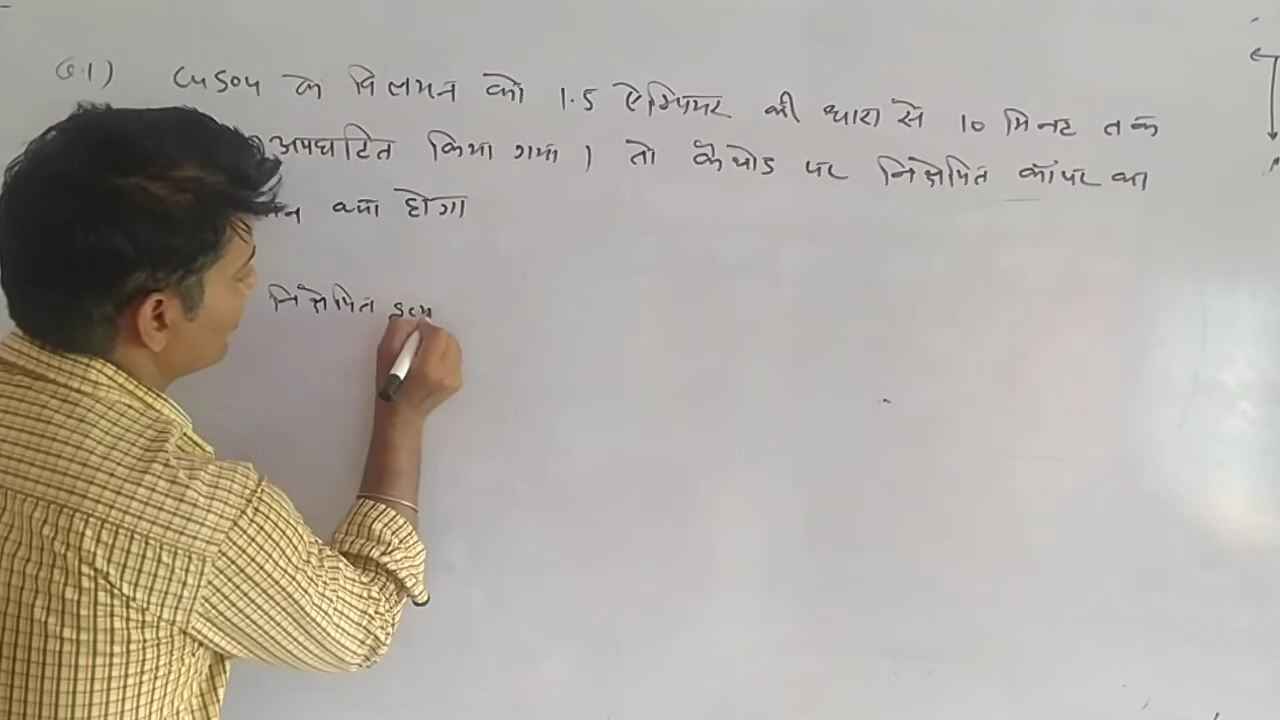 Q.1) CuSO4 के विलयन को 1.5 ऐम्पियर की धारा से 10 मिनट तक
अपघटित किया गया। तो कैथोड पर निक्षेपित कॉपर का
क्या होगा
निक्षेपित